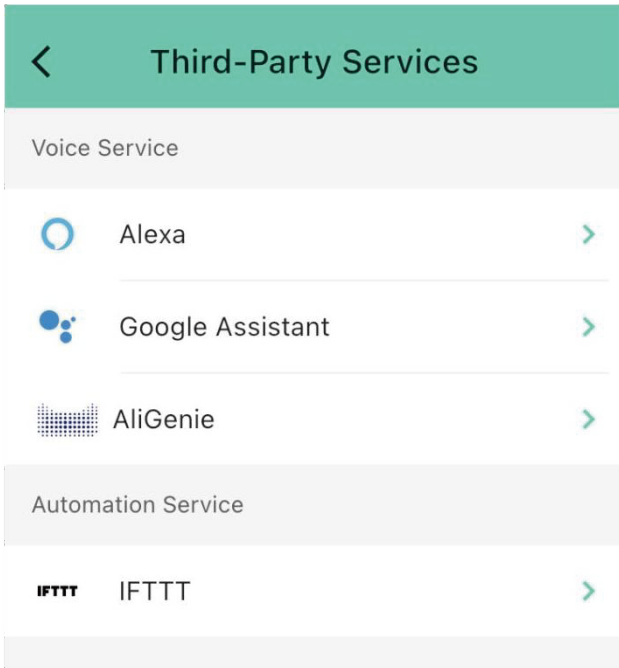 Third-Party Services
Voice Service
Alexa
Google Assistant
AliGenie
Automation Service
IFTTT IFTTT